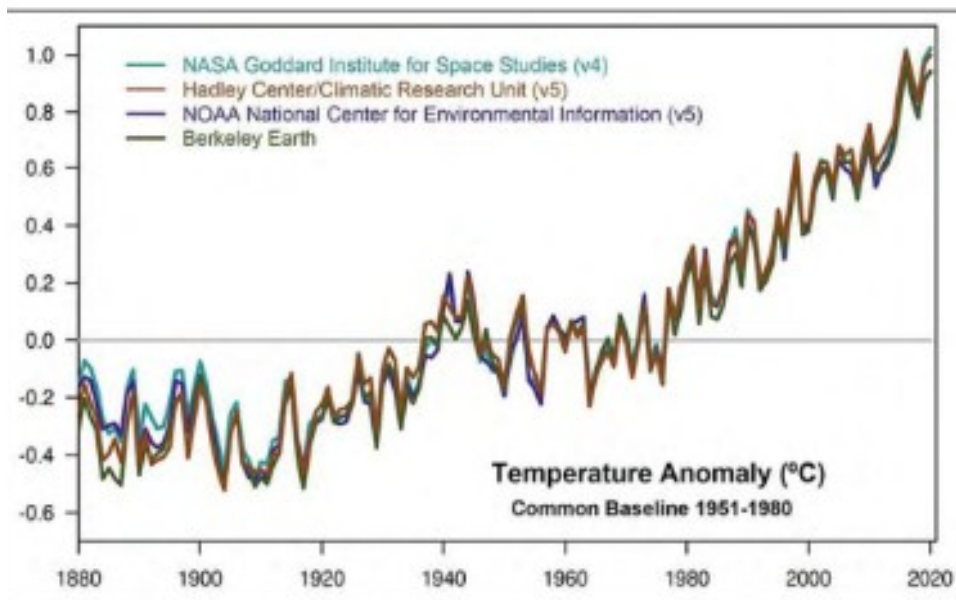 1.0
0.8
0.6
0.4
0.2
0.0
-0.2
-0.4
-0.6
NASA Goddard Institute for Space Studies (v4)
Hadley Center/Climatic Research Unit (v5)
NOAA National Center for Environmental Information (v5)
Berkeley Earth
Temperature Anomaly (ºC)
Common Baseline 1951-1980
1880 1900 1920 1940 1960 1980 2000 2020